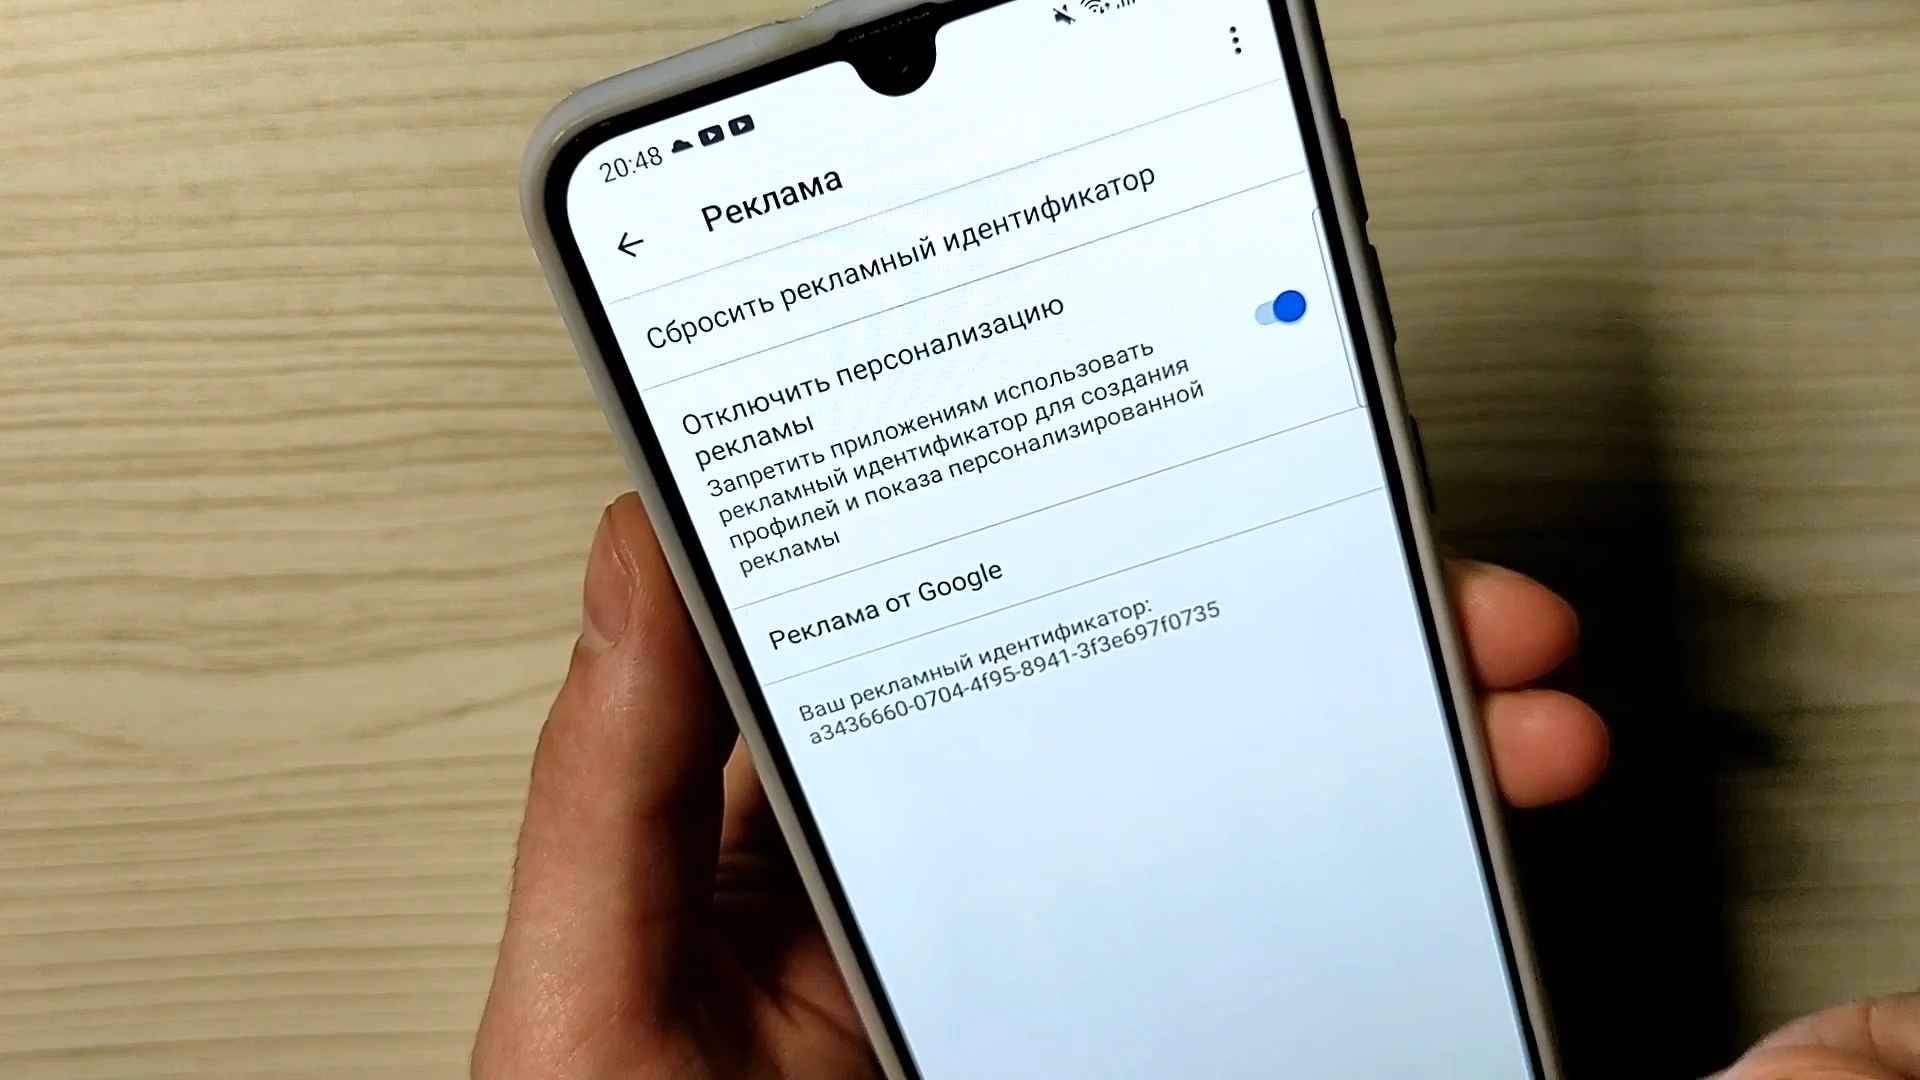 20:48
Реклама
Сбросить рекламный идентификатор
Отключить персонализацию
рекламы
Запретить приложениям использовать
рекламный идентификатор для создания
профилей и показа персонализированной
рекламы
Реклама от Google
Ваш рекламный идентификатор:
a3436660-0704-4f95-8941-3f3e697f0735